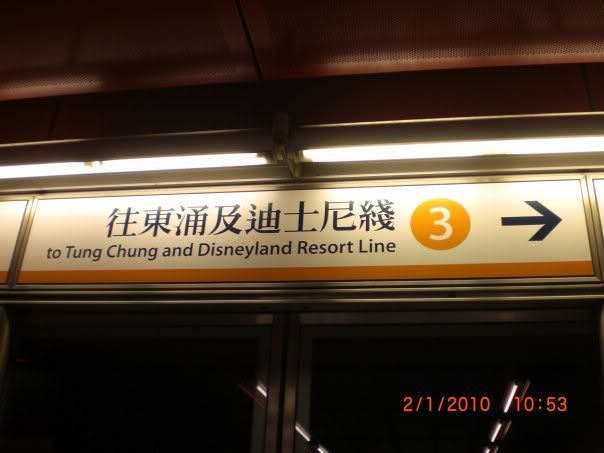 往東涌及迪士尼綫
to Tung Chung and Disneyland Resort Line
3
2/1/2010 10:53